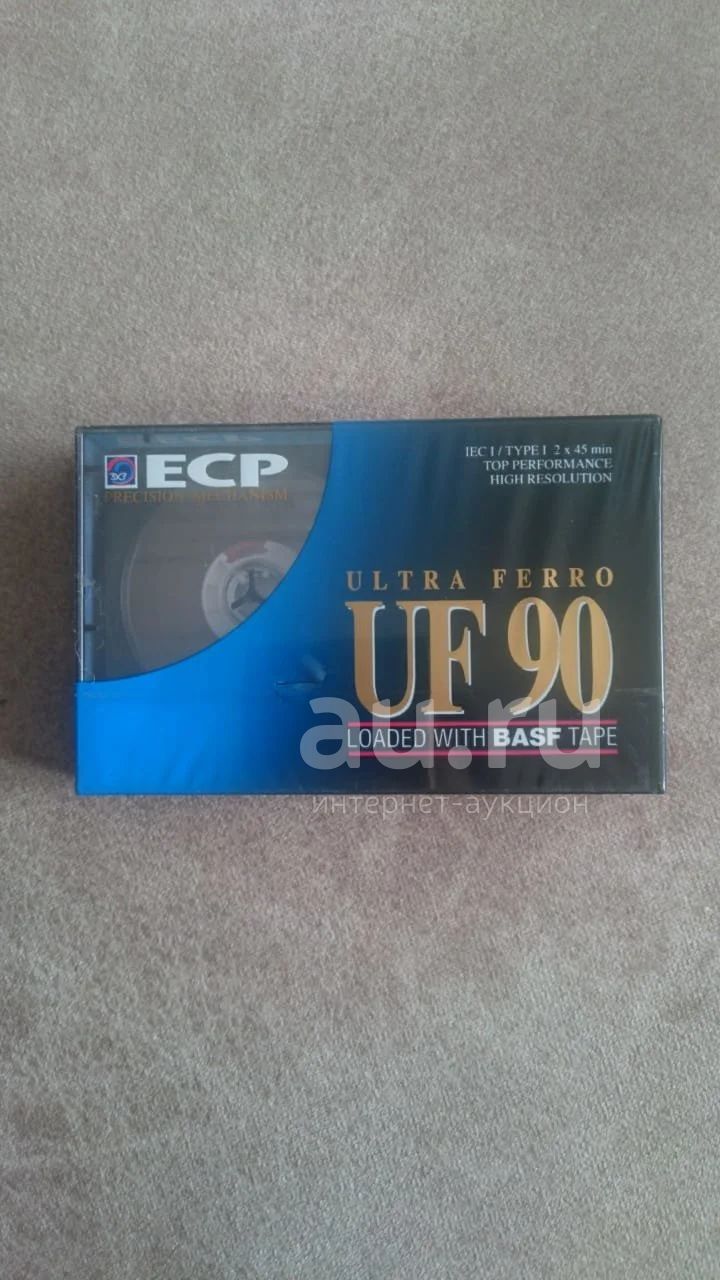 3X3 ECP
PRECISION MECHANISM
IEC I / TYPE I 2 x 45 min
TOP PERFORMANCE
HIGH RESOLUTION
ULTRA FERRO
UF 90
LOADED WITH BASF TAPE
au.ru
интернет-аукцион